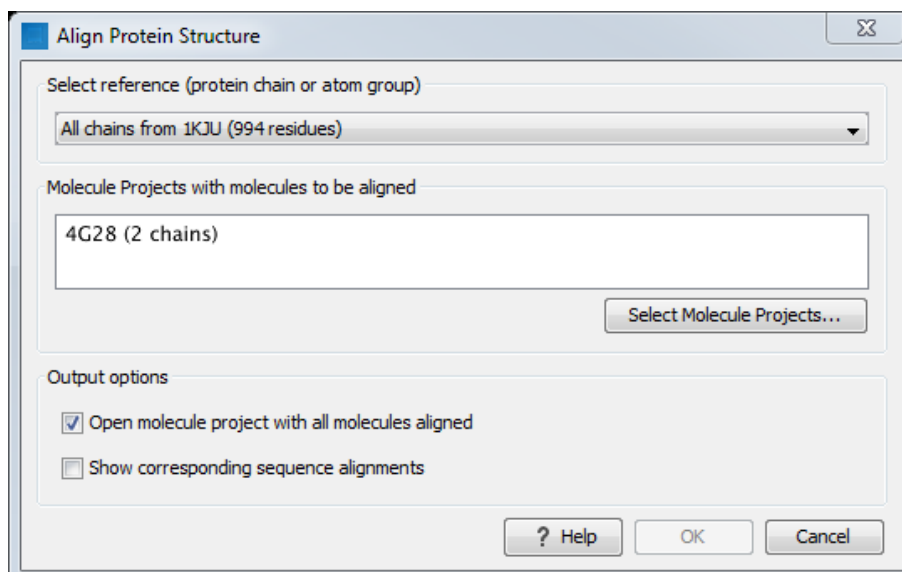 Align Protein Structure
Select reference (protein chain or atom group)
All chains from 1KJU (994 residues)
Molecule Projects with molecules to be aligned
4G28 (2 chains)
Select Molecule Projects...
Output options
Open molecule project with all molecules aligned
Show corresponding sequence alignments
? Help
OK
Cancel